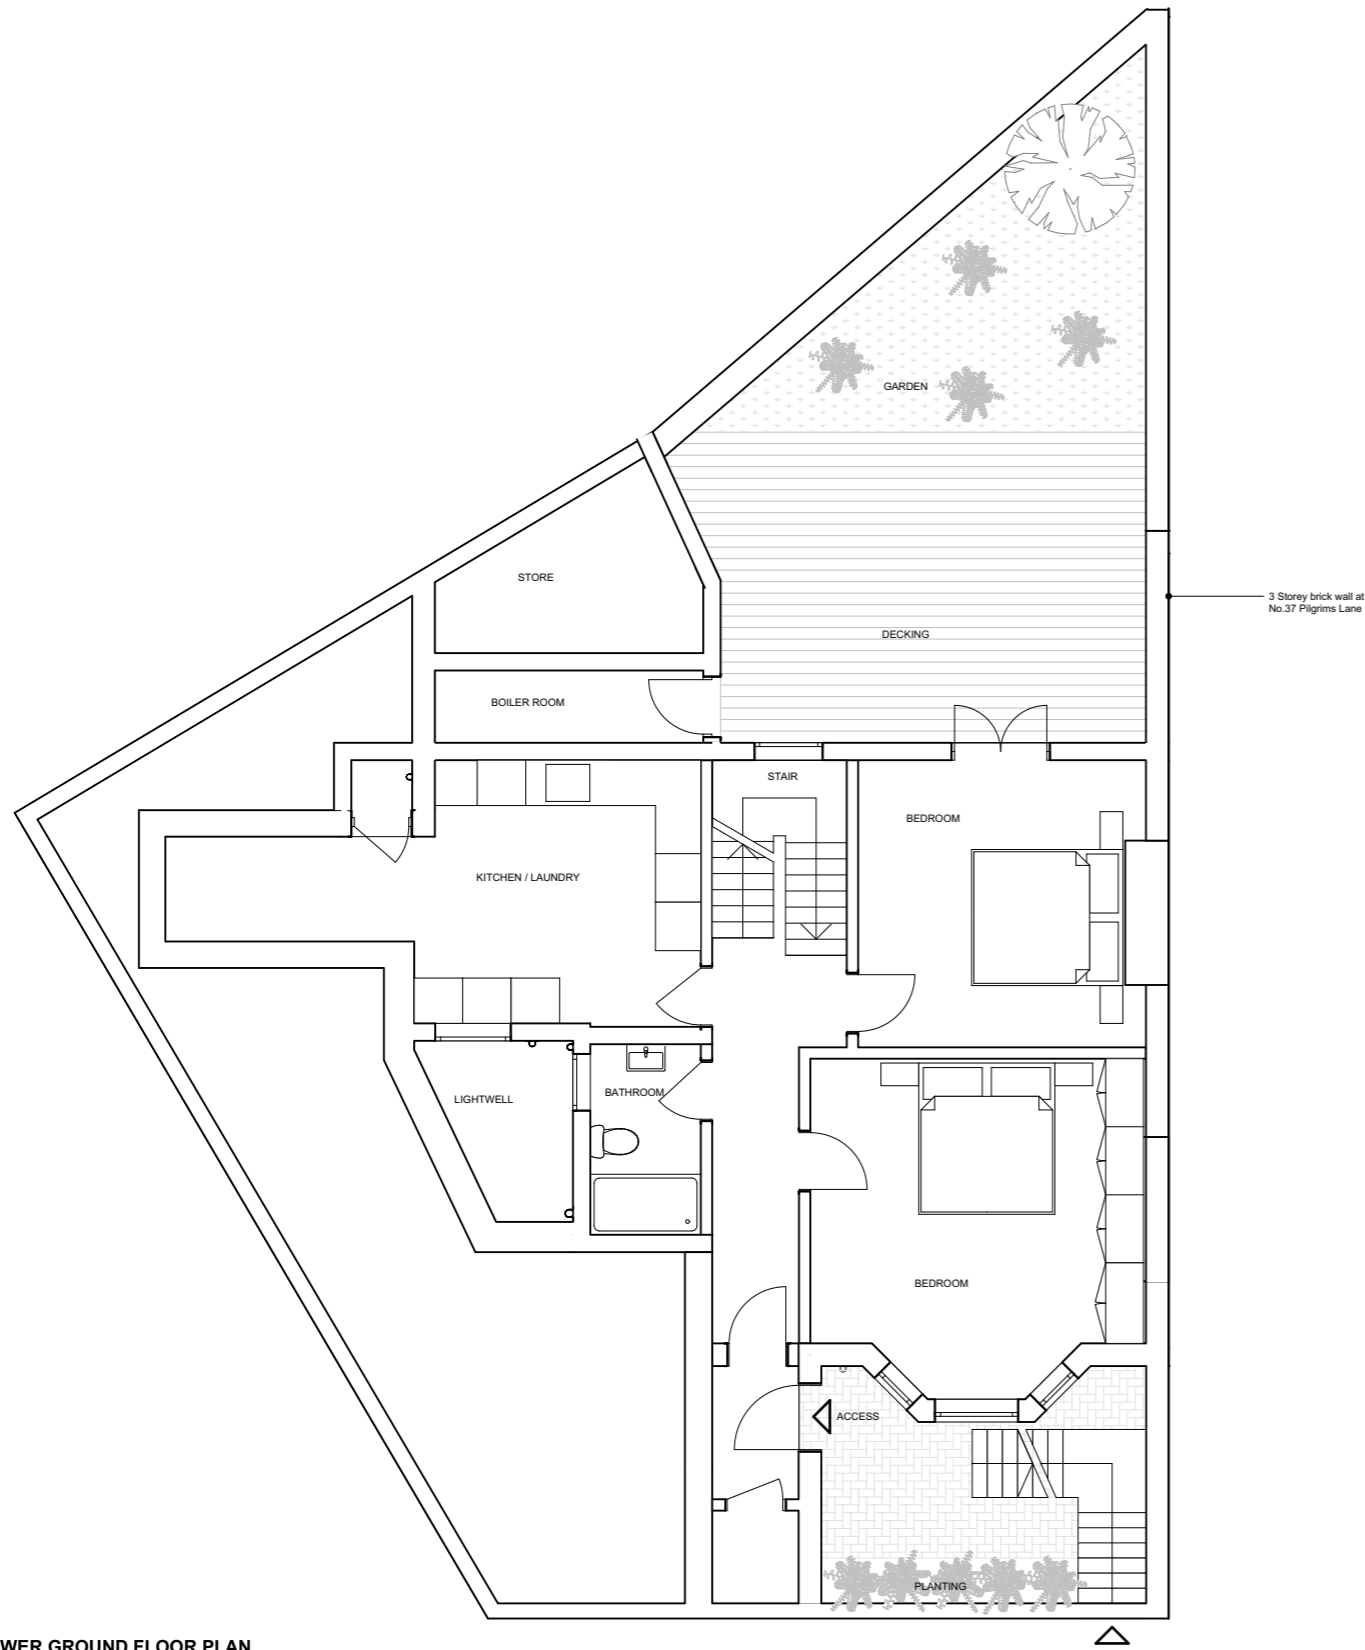 GARDEN
STORE
3 Storey brick wall at
No.37 Pilgrims Lane
DECKING
BOILER ROOM
STAIR
BEDROOM
KITCHEN / LAUNDRY
LIGHTWELL
BATHROOM
BEDROOM
ACCESS
PLANTING
WER GROUND FLOOR PLAN